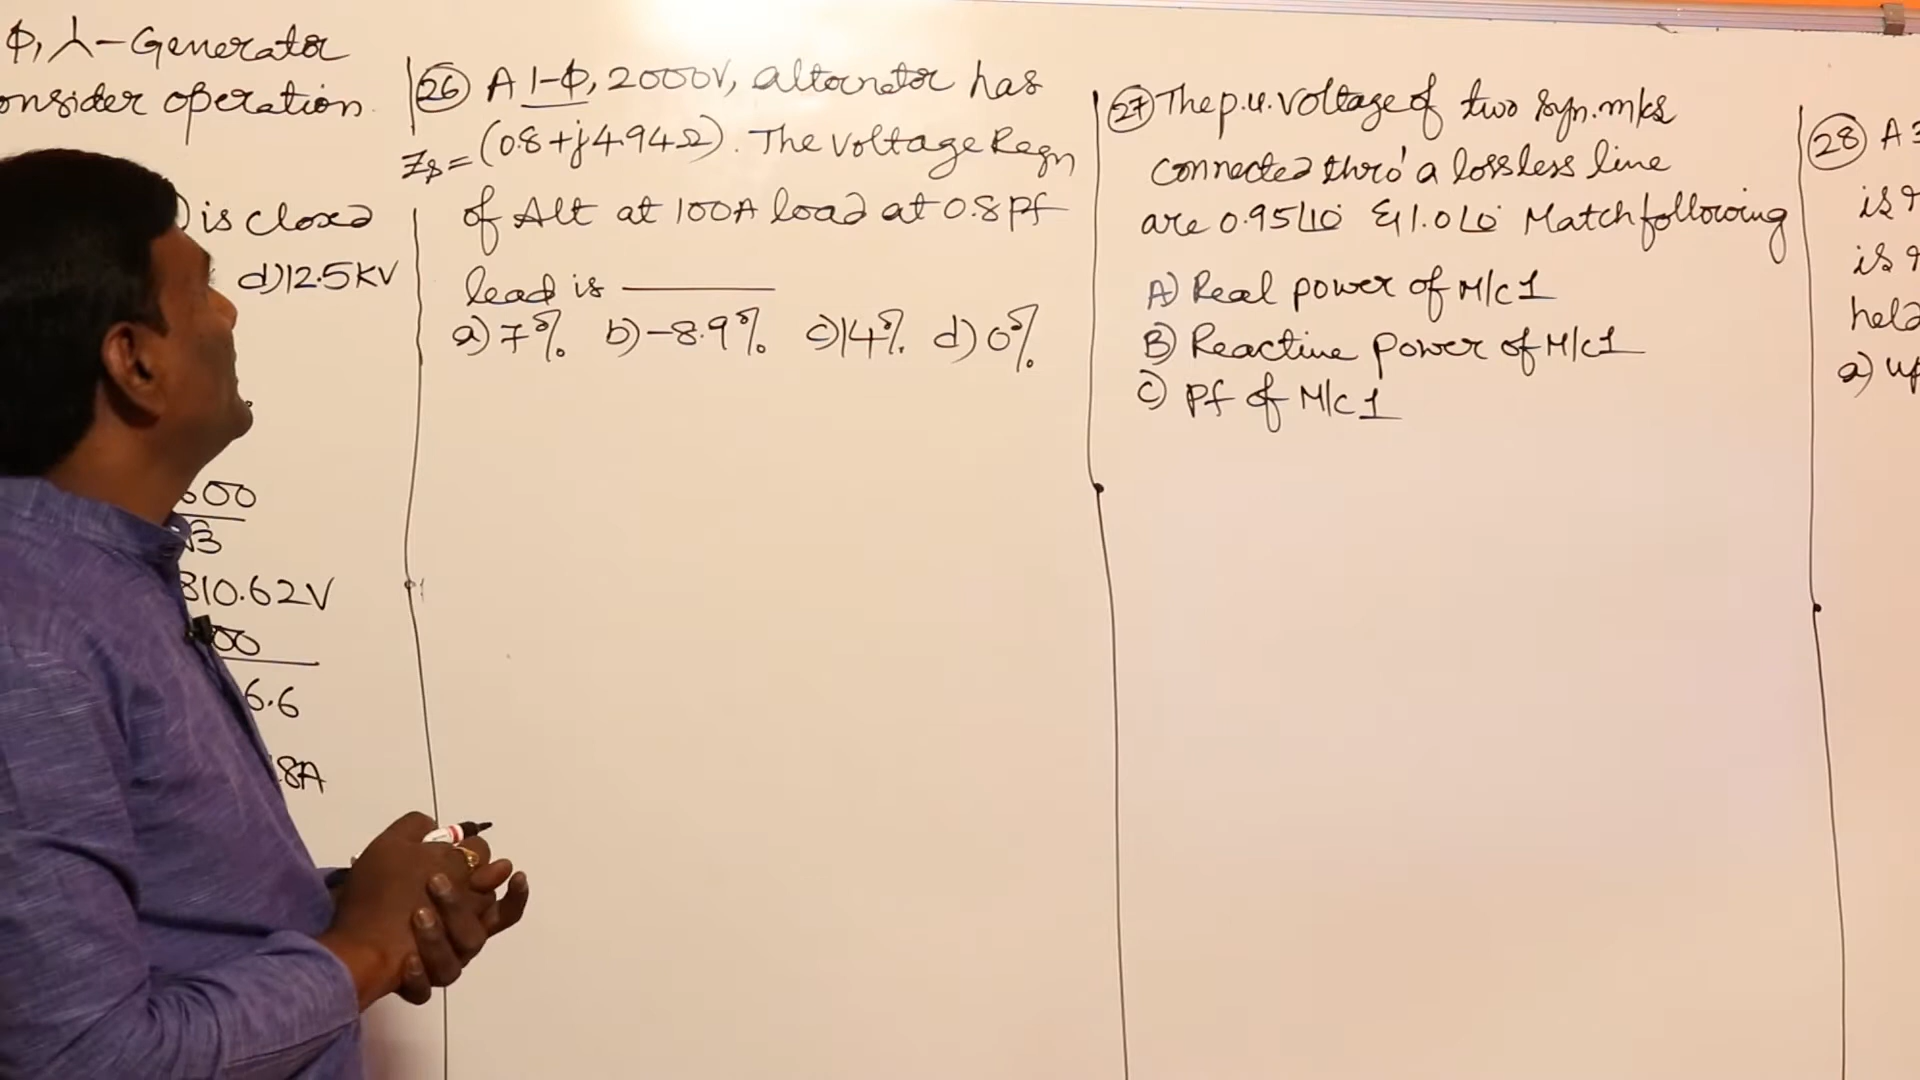 Φ, ⅄-Generator
onsider operation
is closed
d) 12.5KV
600
√3
810.62V
00
6.6
.8A
26 A 1-Φ, 2000V, alternator has
Zs = (0.8+j4.94Ω). The Voltage Regn
of Alt at 100A load at 0.8 Pf
lead is ______
a) 7% b) -8.9% c) 14% d) 0%
27 The p.u. voltage of two syn. m/cs
connected thro' a lossless line
are 0.95∠10° & 1.0∠0° Match following
A) Real power of M/c 1
B) Reactive power of M/c 1
C) Pf of M/c 1
28 A 3
is
is
held
a) up